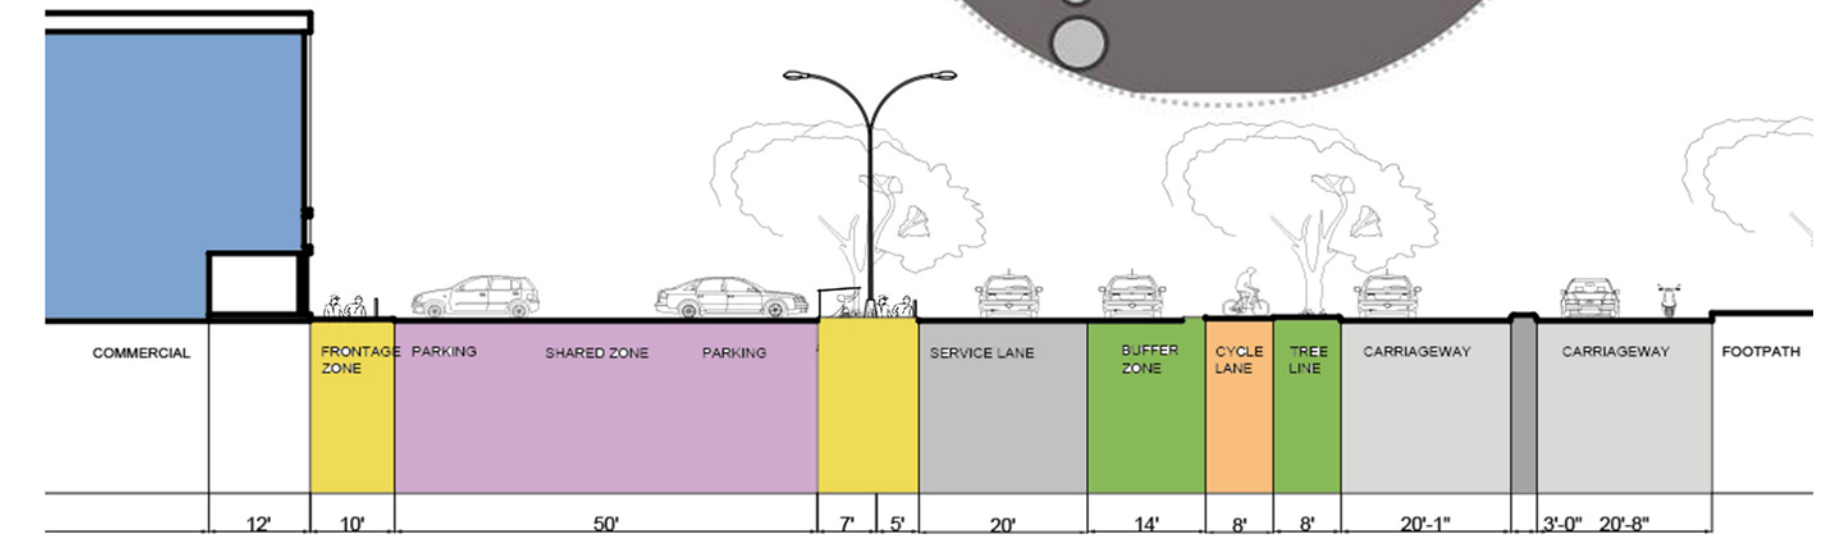 COMMERCIAL
FRONTAGE
ZONE
PARKING
SHARED ZONE
PARKING
SERVICE LANE
BUFFER
ZONE
CYCLE
LANE
TREE
LINE
CARRIAGEWAY
CARRIAGEWAY
FOOTPATH
12'
10'
50'
7'
5'
20'
14'
8'
8'
20'-1"
3'-0"
20'-8"